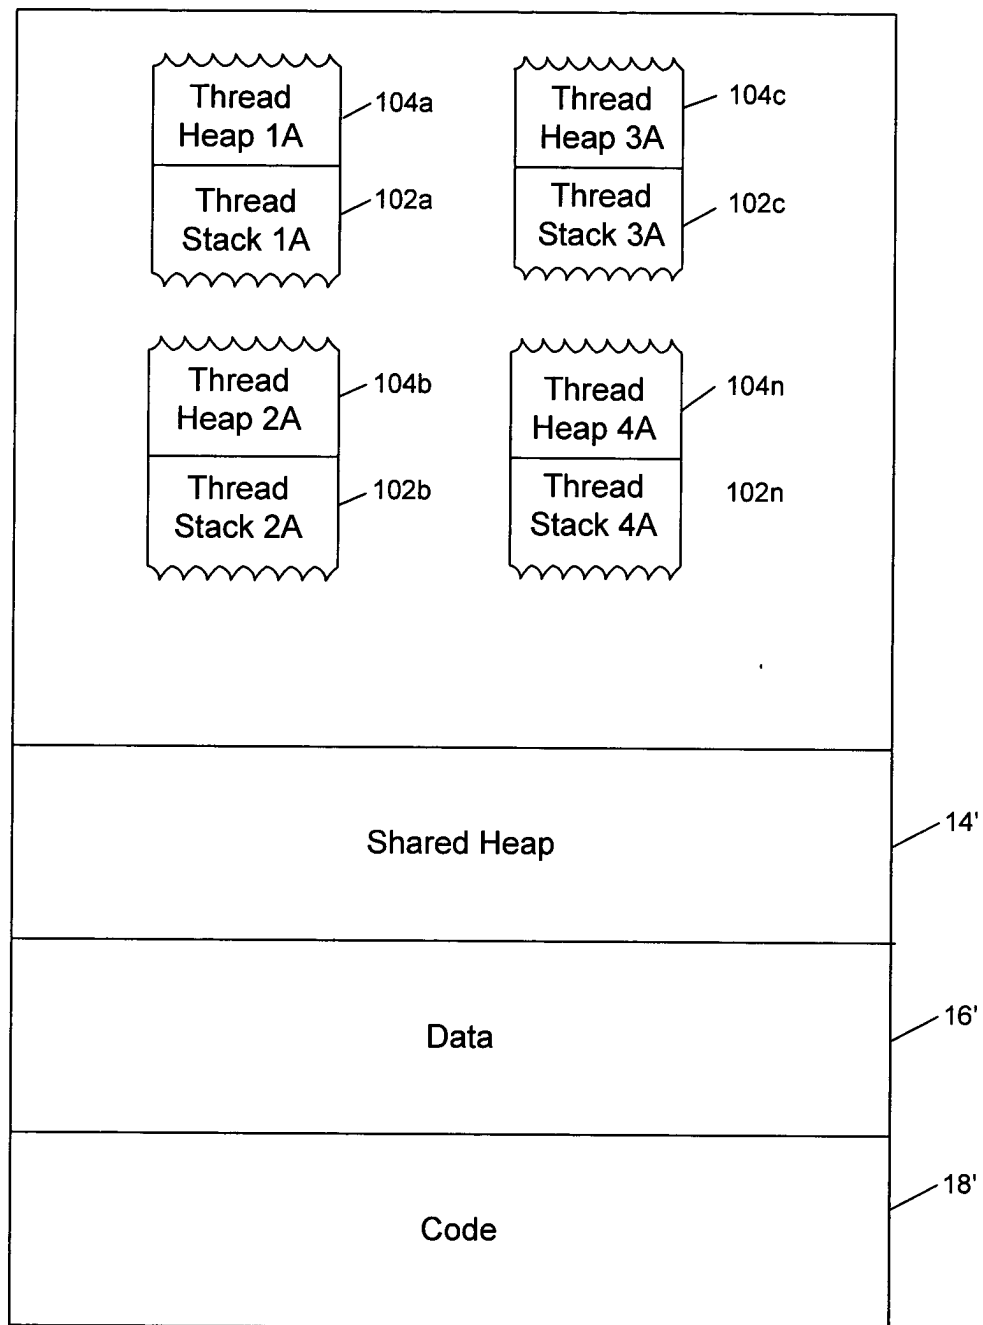 Thread
Heap 1A
104a
Thread
Stack 1A
102a
Thread
Heap 3A
104c
Thread
Stack 3A
102c
Thread
Heap 2A
104b
Thread
Stack 2A
102b
Thread
Heap 4A
104n
Thread
Stack 4A
102n
Shared Heap
14'
Data
16'
Code
18'